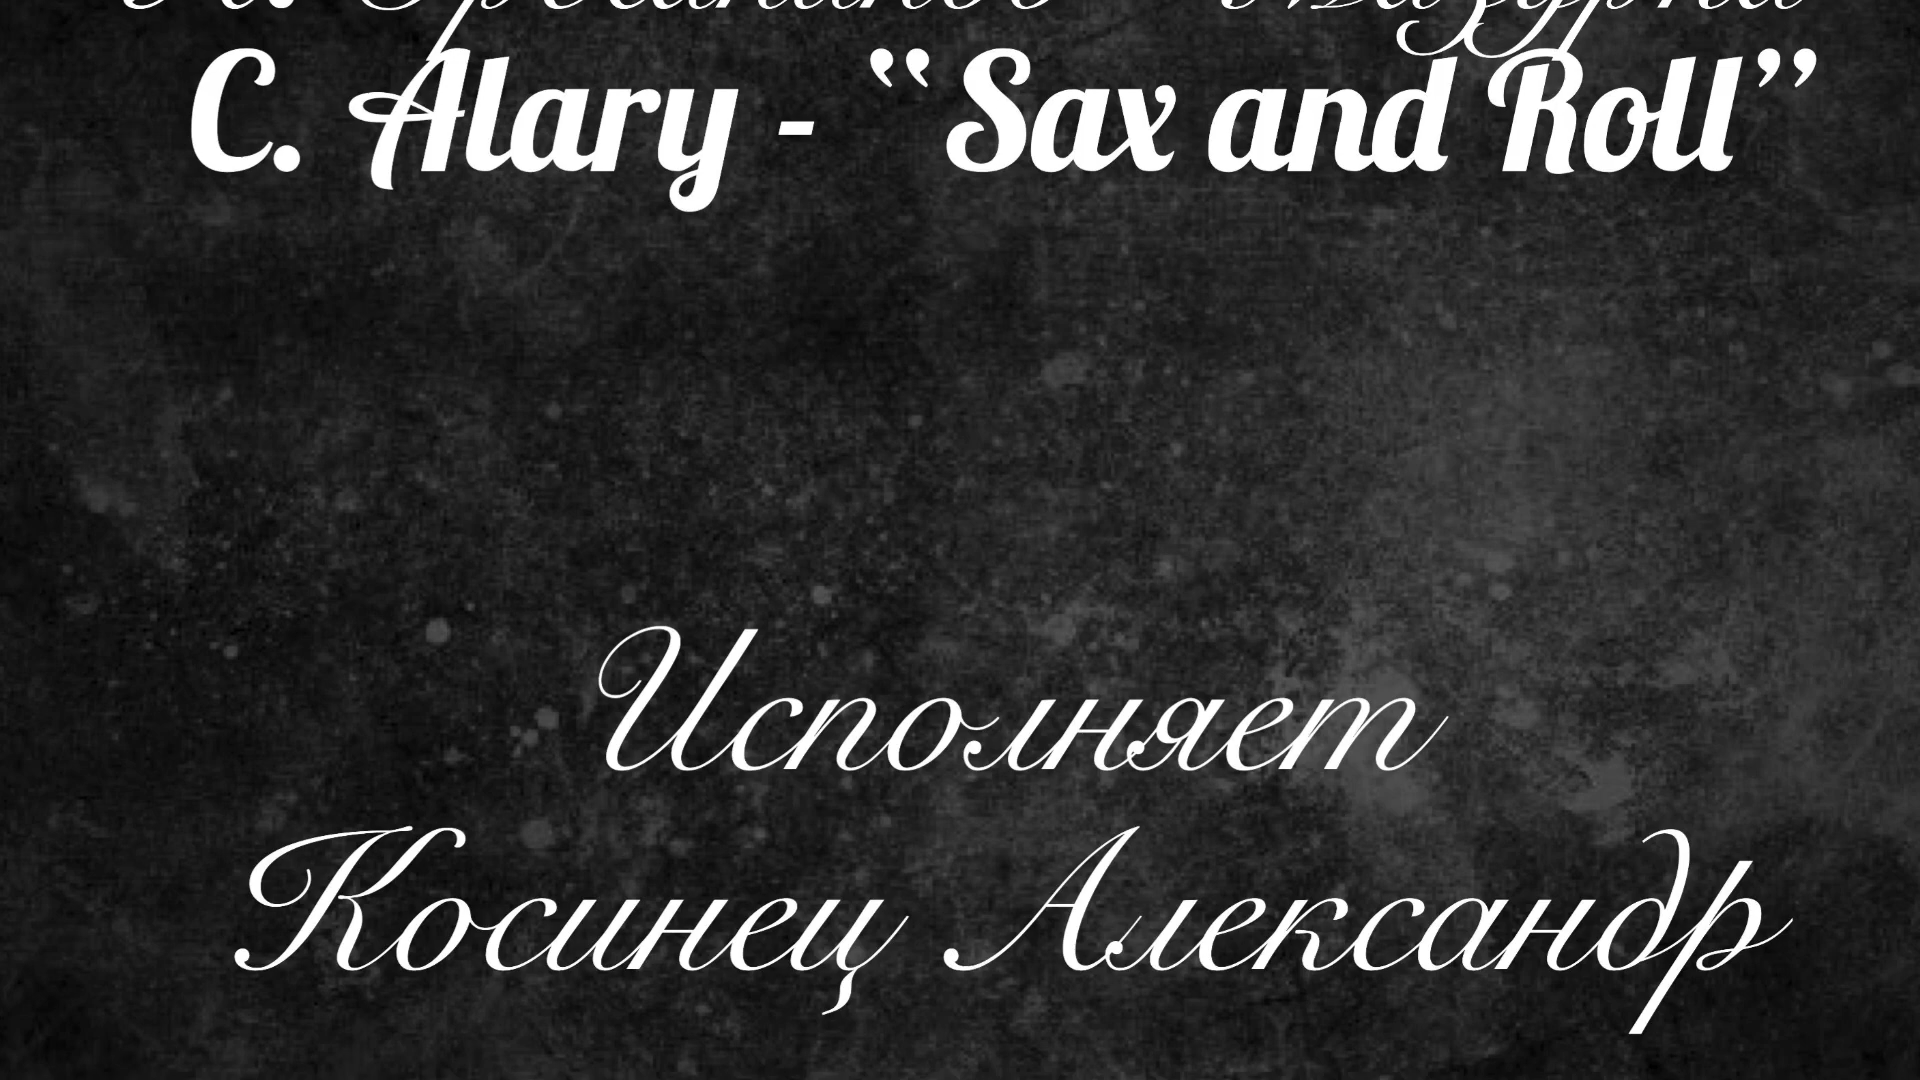 C. Alary - “Sax and Roll”
Исполняет
Косинец Александр